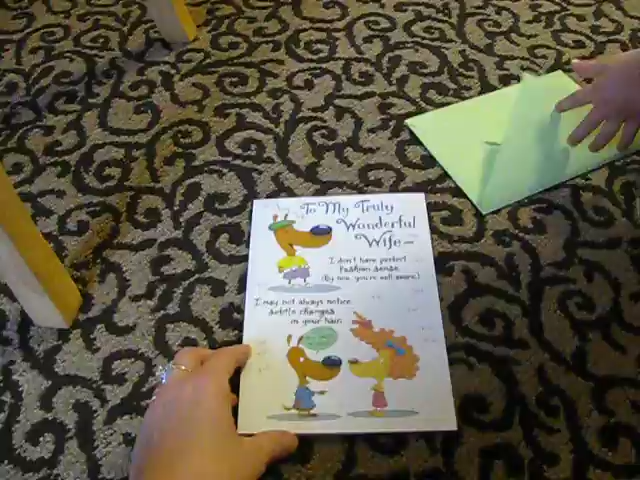 To My Truly
Wonderful
Wife—
I don't have perfect
fashion sense.
(By now, you're well aware.)
I may not always notice
subtle changes
in your hair.